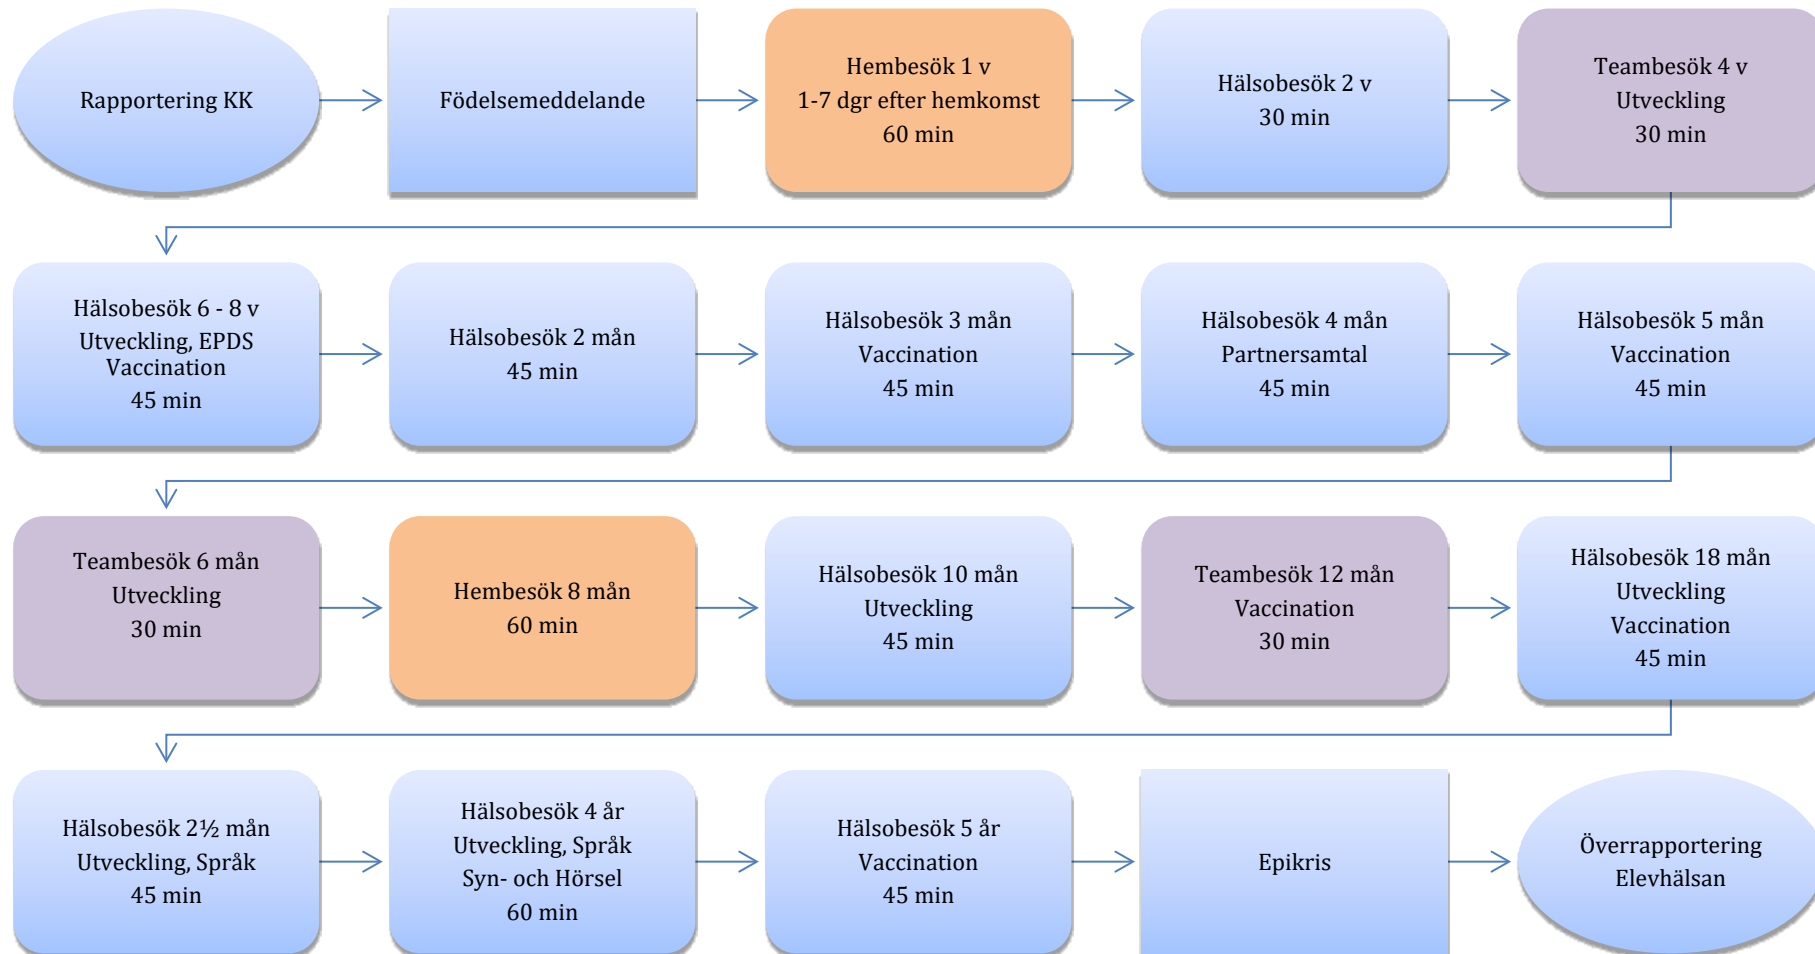 Rapportering KK
Födelsemeddelande
Hembesök 1 v
1-7 dgr efter hemkomst
60 min
Hälsobesök 2 v
30 min
Teambesök 4 v
Utveckling
30 min
Hälsobesök 6 - 8 v
Utveckling, EPDS
Vaccination
45 min
Hälsobesök 2 mån
45 min
Hälsobesök 3 mån
Vaccination
45 min
Hälsobesök 4 mån
Partnersamtal
45 min
Hälsobesök 5 mån
Vaccination
45 min
Teambesök 6 mån
Utveckling
30 min
Hembesök 8 mån
60 min
Hälsobesök 10 mån
Utveckling
45 min
Teambesök 12 mån
Vaccination
30 min
Hälsobesök 18 mån
Utveckling
Vaccination
45 min
Hälsobesök 2½ mån
Utveckling, Språk
45 min
Hälsobesök 4 år
Utveckling, Språk
Syn- och Hörsel
60 min
Hälsobesök 5 år
Vaccination
45 min
Epikris
Överrapportering
Elevhälsan